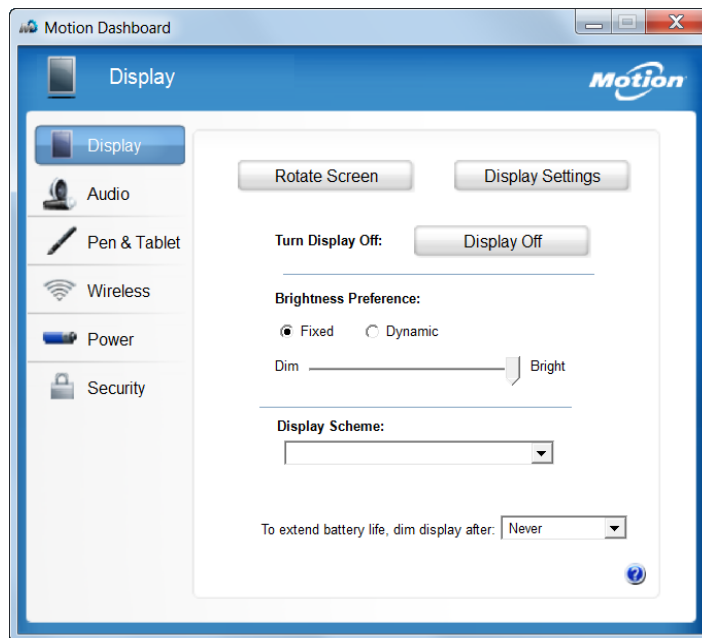 Motion Dashboard
Display
Motion
Display
Audio
Pen & Tablet
Wireless
Power
Security
Rotate Screen
Display Settings
Turn Display Off:
Display Off
Brightness Preference:
Fixed
Dynamic
Dim
Bright
Display Scheme:
To extend battery life, dim display after:
Never
?